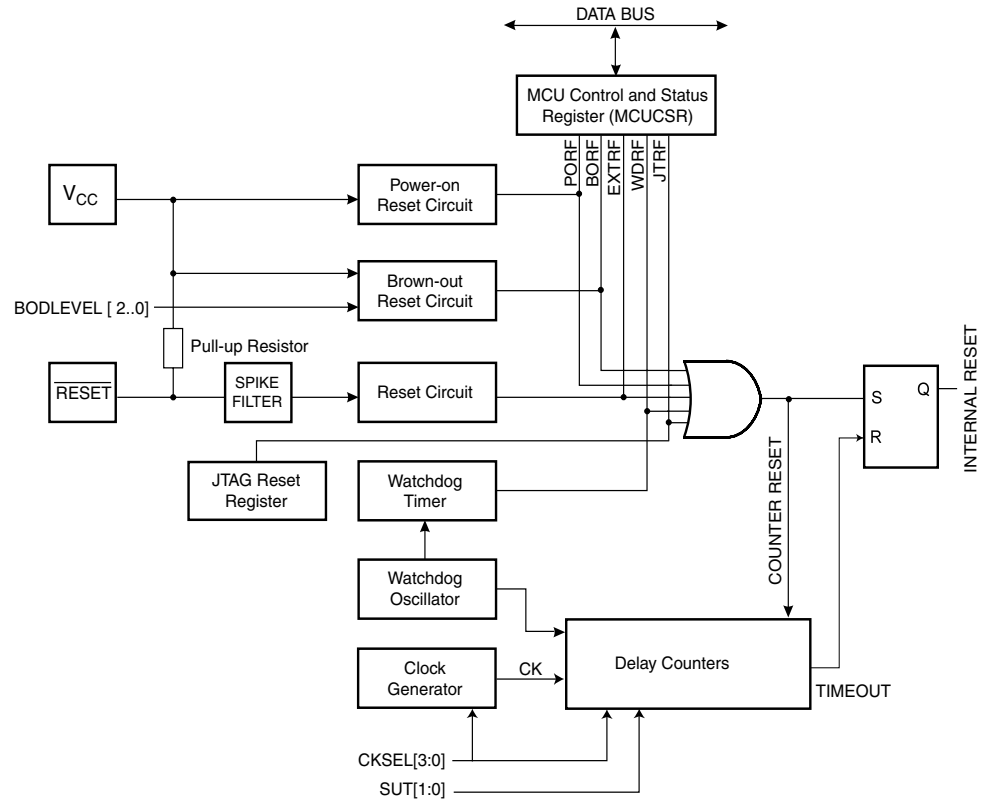 DATA BUS
MCU Control and Status
Register (MCUCSR)
PORF
BORF
EXTRF
WDRF
JTRF
VCC
Power-on
Reset Circuit
Brown-out
Reset Circuit
BODLEVEL [ 2..0]
Pull-up Resistor
RESET
SPIKE
FILTER
Reset Circuit
S
Q
R
INTERNAL RESET
JTAG Reset
Register
Watchdog
Timer
COUNTER RESET
Watchdog
Oscillator
Clock
Generator
CK
Delay Counters
TIMEOUT
CKSEL[3:0]
SUT[1:0]